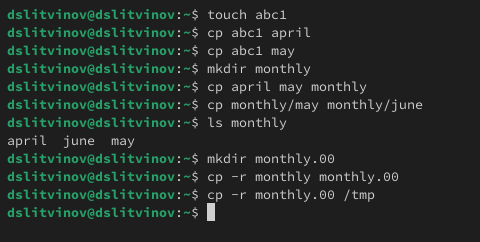 dslitvinov@dslitvinov:~$ touch abc1
dslitvinov@dslitvinov:~$ cp abc1 april
dslitvinov@dslitvinov:~$ cp abc1 may
dslitvinov@dslitvinov:~$ mkdir monthly
dslitvinov@dslitvinov:~$ cp april may monthly
dslitvinov@dslitvinov:~$ cp monthly/may monthly/june
dslitvinov@dslitvinov:~$ ls monthly
april  june  may
dslitvinov@dslitvinov:~$ mkdir monthly.00
dslitvinov@dslitvinov:~$ cp -r monthly monthly.00
dslitvinov@dslitvinov:~$ cp -r monthly.00 /tmp
dslitvinov@dslitvinov:~$